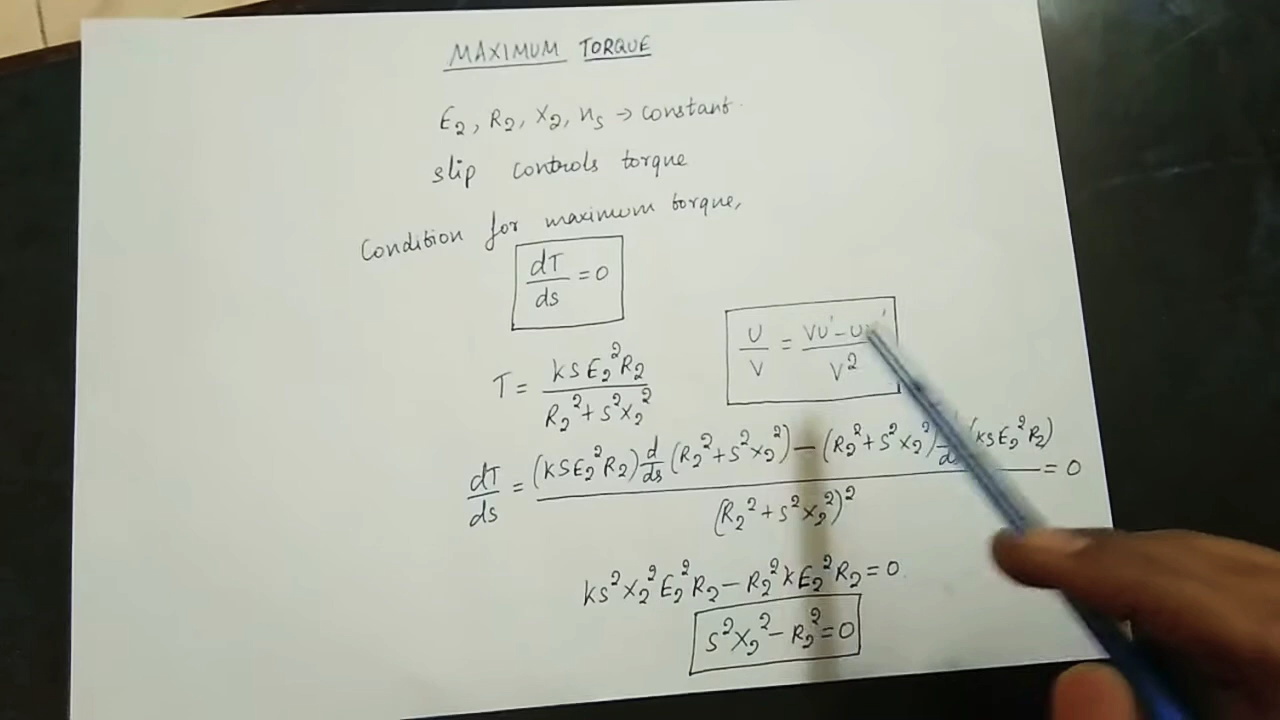 MAXIMUM TORQUE
E₂, R₂, X₂, nₛ → constant.
slip controls torque
Condition for maximum torque,
dT/ds = 0
U/V = (VU' - U ')/V²
T = kSE₂²R₂/(R₂² + S²X₂²)
dT/ds = ((KSE₂²R₂) d/ds (R₂² + S²X₂²) - (R₂² + S²X₂²) (KSE₂²R₂))/(R₂² + S²X₂²)² = 0
kS²X₂²E₂²R₂ - R₂²kE₂²R₂ = 0
S²X₂² - R₂² = 0